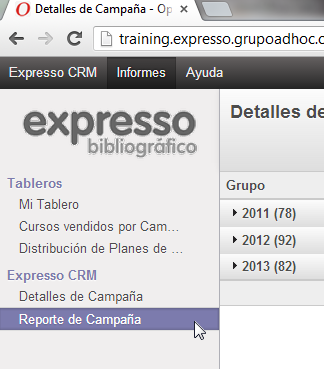 Detalles de Campaña - Op
training.expresso.grupoadhoc.c
Expresso CRM Informes Ayuda
expresso
bibliográfico
Detalles de
Tableros
Mi Tablero
Cursos vendidos por Cam...
Distribución de Planes de ...
Expresso CRM
Detalles de Campaña
Reporte de Campaña
Grupo
2011 (78)
2012 (92)
2013 (82)